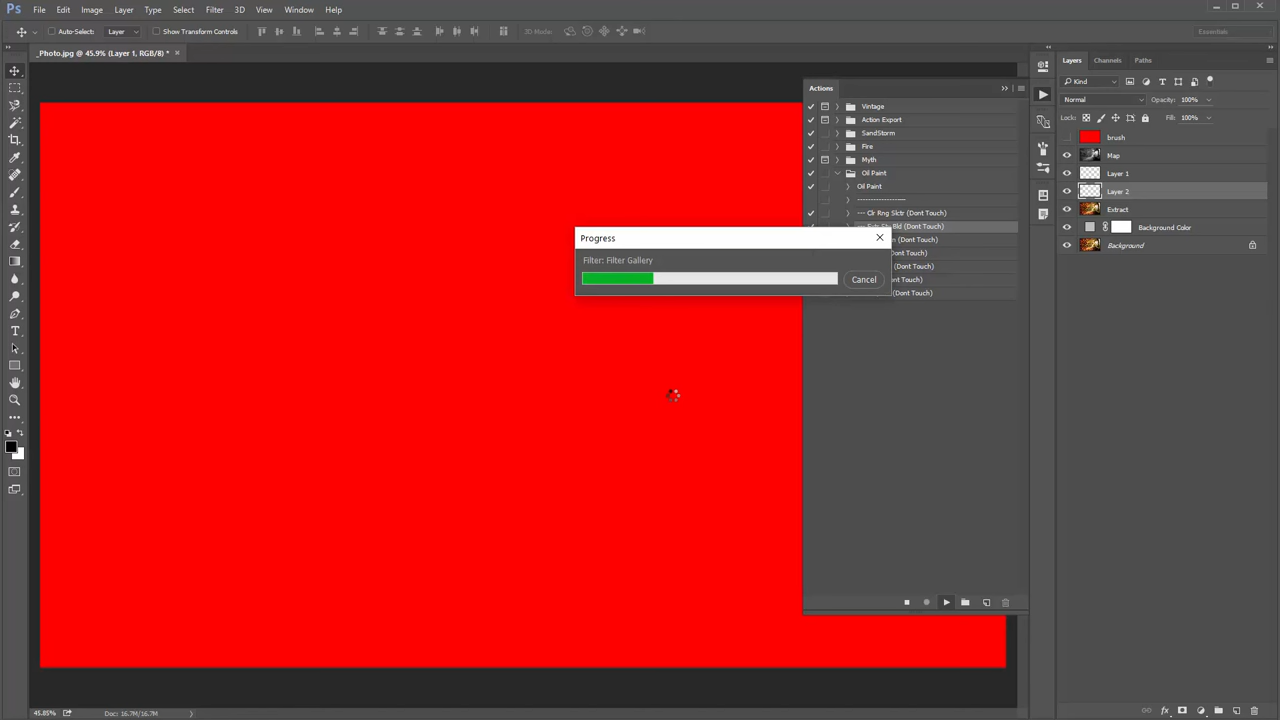 Ps File Edit Image Layer Type Select Filter 3D View Window Help
Auto-Select: Layer Show Transform Controls 3D Mode: Essentials
_Photo.jpg @ 45.9% (Layer 1, RGB/8) *
Actions
Vintage
Action Export
SandStorm
Fire
Myth
Oil Paint
Oil Paint
------------------
--- Clr Rng Slctr (Dont Touch)
Bld (Dont Touch)
(Dont Touch)
(Dont Touch)
(Dont Touch)
(Dont Touch)
(Dont Touch)
Progress
Filter: Filter Gallery
Cancel
Layers Channels Paths
Kind
Normal Opacity: 100%
Lock: Fill: 100%
brush
Map
Layer 1
Layer 2
Extract
Background Color
Background
fx
45.85% Doc: 16.7M/16.7M